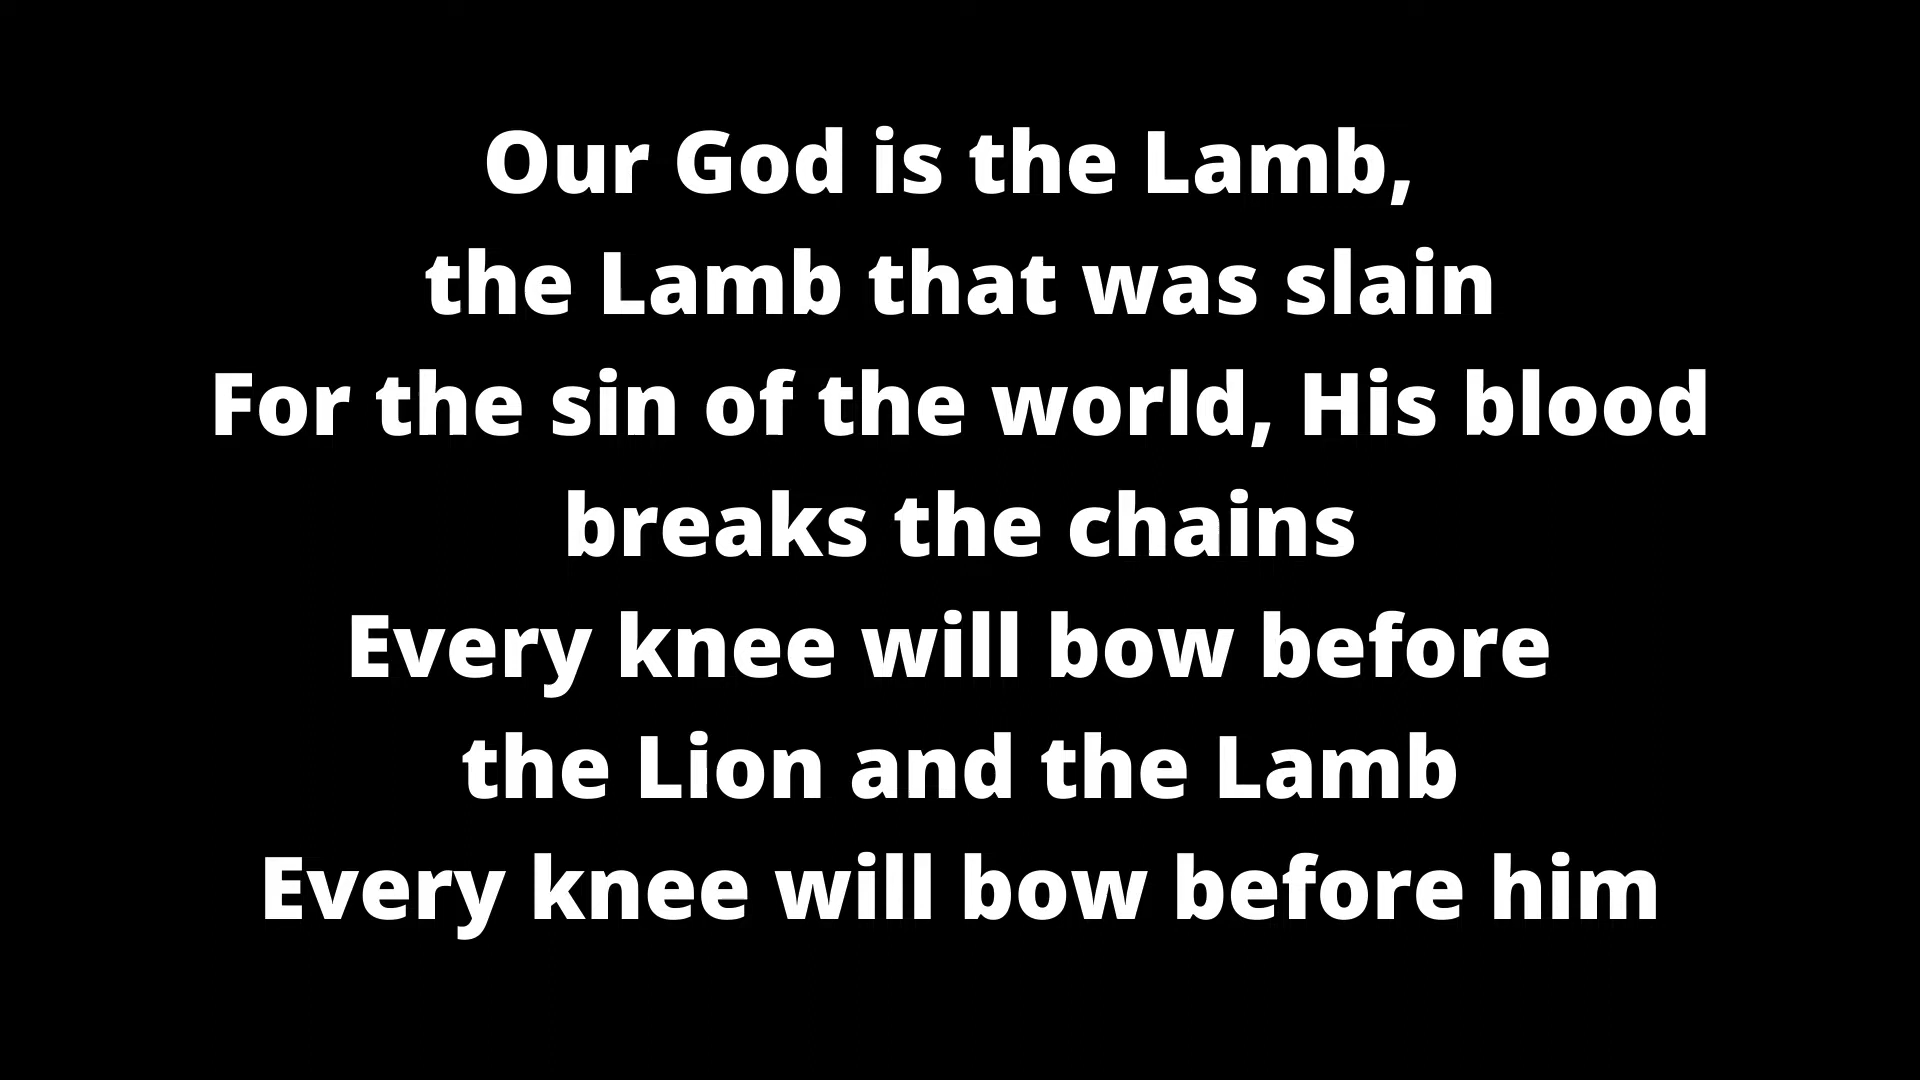 Our God is the Lamb,
the Lamb that was slain
For the sin of the world, His blood
breaks the chains
Every knee will bow before
the Lion and the Lamb
Every knee will bow before him